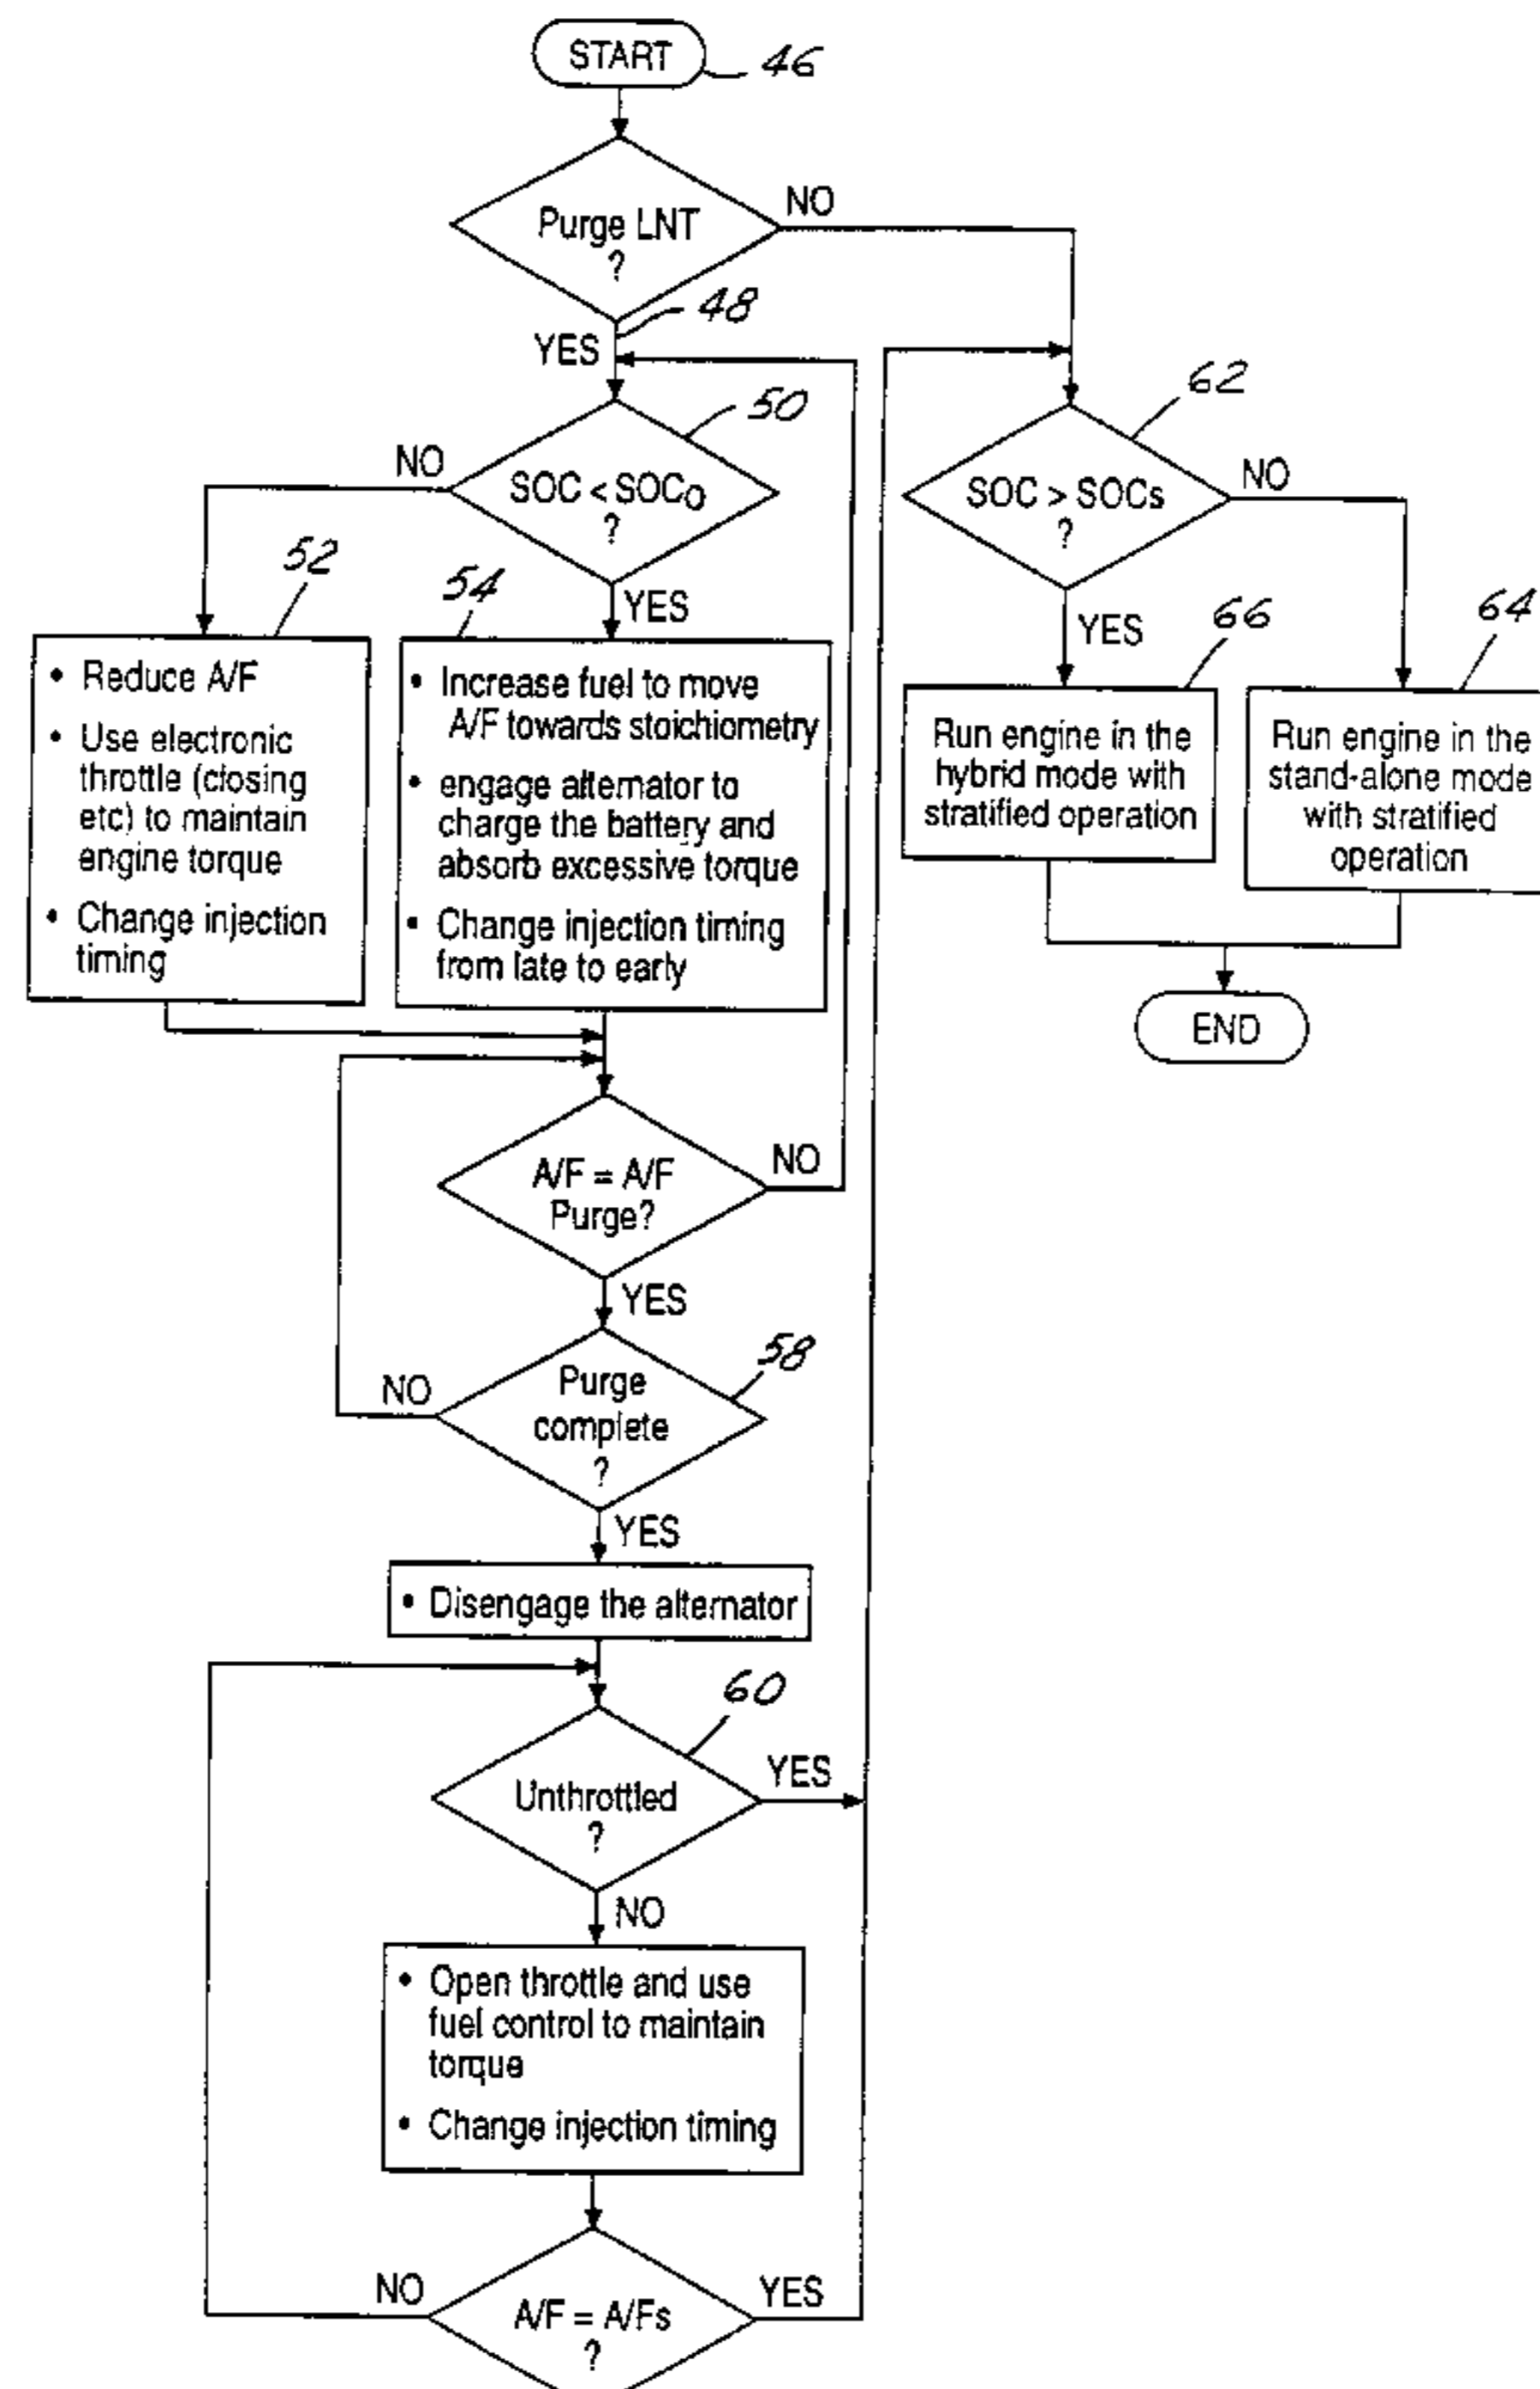 START
46
Purge LNT
?
NO
48
YES
50
62
NO
SOC < SOCO
?
SOC > SOCs
?
NO
52
54
YES
YES
66
64
• Reduce A/F
• Use electronic
throttle (closing
etc) to maintain
engine torque
• Change injection
timing
• Increase fuel to move
A/F towards stoichiometry
• engage alternator to
charge the battery and
absorb excessive torque
• Change injection timing
from late to early
Run engine in the
hybrid mode with
stratified operation
Run engine in the
stand-alone mode
with stratified
operation
END
A/F = A/F
Purge?
NO
YES
58
Purge
complete
?
NO
YES
• Disengage the alternator
60
Unthrottled
?
YES
NO
• Open throttle and use
fuel control to maintain
torque
• Change injection timing
NO
A/F = A/Fs
?
YES